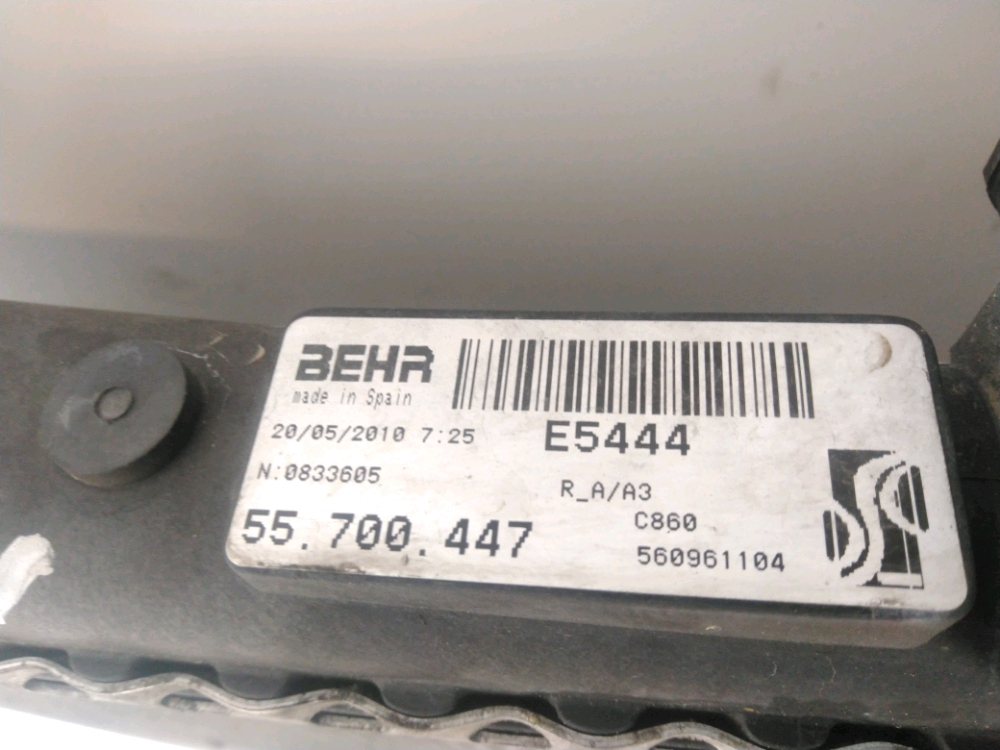 BEHR
made in Spain
20/05/2010 7:25
E5444
N:0833605
R_A/A3
C860
55.700.447
560961104